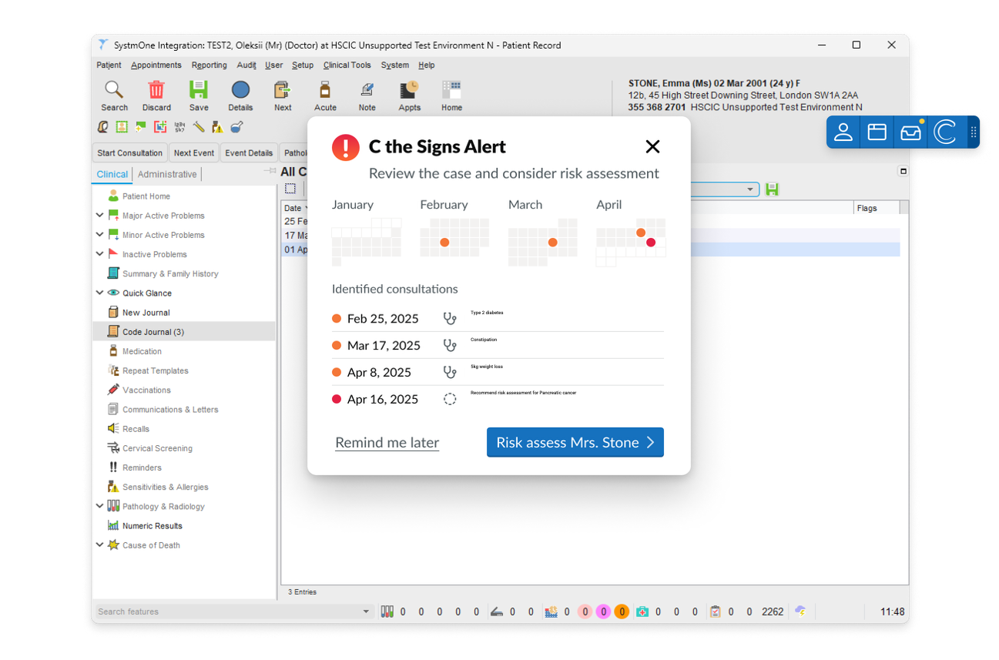 SystmOne Integration: TEST2, Oleksii (Mr) (Doctor) at HSCIC Unsupported Test Environment N - Patient Record
Patient Appointments Reporting Audit User Setup Clinical Tools System Help
Search Discard Save Details Next Acute Note Appts Home
STONE, Emma (Ms) 02 Mar 2001 (24 y) F
12b, 45 High Street Downing Street, London SW1A 2AA
355 368 2701 HSCIC Unsupported Test Environment N
Start Consultation Next Event Event Details Pathol
Clinical Administrative
All C
Date
Flags
25 Fe
17 Ma
01 Ap
Patient Home
Major Active Problems
Minor Active Problems
Inactive Problems
Summary & Family History
Quick Glance
New Journal
Code Journal (3)
Medication
Repeat Templates
Vaccinations
Communications & Letters
Recalls
Cervical Screening
Reminders
Sensitivities & Allergies
Pathology & Radiology
Numeric Results
Cause of Death
C the Signs Alert
Review the case and consider risk assessment
January February March April
Identified consultations
Feb 25, 2025 Type 2 diabetes
Mar 17, 2025 Constipation
Apr 8, 2025 5kg weight loss
Apr 16, 2025 Recommend risk assessment for Pancreatic cancer
Remind me later
Risk assess Mrs. Stone
3 Entries
Search features
0 0 0 0 0 0 0 0 0 0 0 0 0 0 0 0 2262
11:48